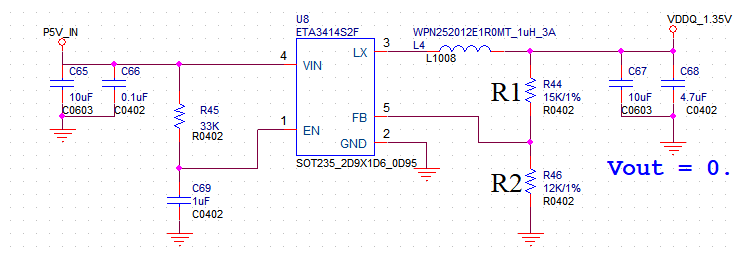 U8
P5V_IN
ETA3414S2F
WPN252012E1R0MT_1uH_3A
VDDQ_1.35V
4
VIN
LX
3
L4
L1008
C65
10uF
C0603
C66
0.1uF
C0402
R45
33K
R0402
R1
R44
15K/1%
R0402
C67
10uF
C0603
C68
4.7uF
C0402
1
EN
FB
5
GND
2
SOT235_2D9X1D6_0D95
C69
1uF
C0402
R2
R46
12K/1%
R0402
Vout = 0.